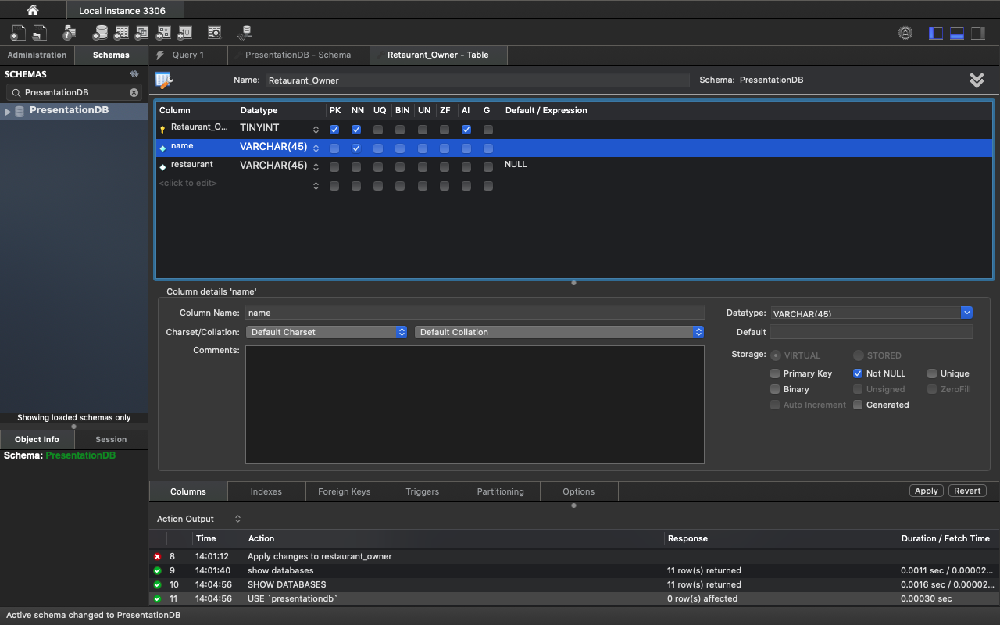 Local instance 3306
Administration Schemas Query 1 PresentationDB - Schema Retaurant_Owner - Table
SCHEMAS
PresentationDB
PresentationDB
Name: Retaurant_Owner Schema: PresentationDB
Column Datatype PK NN UQ BIN UN ZF AI G Default / Expression
Retaurant_O... TINYINT
name VARCHAR(45)
restaurant VARCHAR(45) NULL
<click to edit>
Column details 'name'
Column Name: name Datatype: VARCHAR(45)
Charset/Collation: Default Charset Default Collation Default
Comments: Storage: VIRTUAL STORED
Primary Key Not NULL Unique
Binary Unsigned ZeroFill
Auto Increment Generated
Showing loaded schemas only
Object Info Session
Schema: PresentationDB
Columns Indexes Foreign Keys Triggers Partitioning Options Apply Revert
Action Output
Time Action Response Duration / Fetch Time
8 14:01:12 Apply changes to restaurant_owner
9 14:01:40 show databases 11 row(s) returned 0.0011 sec / 0.00002...
10 14:04:56 SHOW DATABASES 11 row(s) returned 0.0016 sec / 0.00002...
11 14:04:56 USE `presentationdb` 0 row(s) affected 0.00030 sec
Active schema changed to PresentationDB